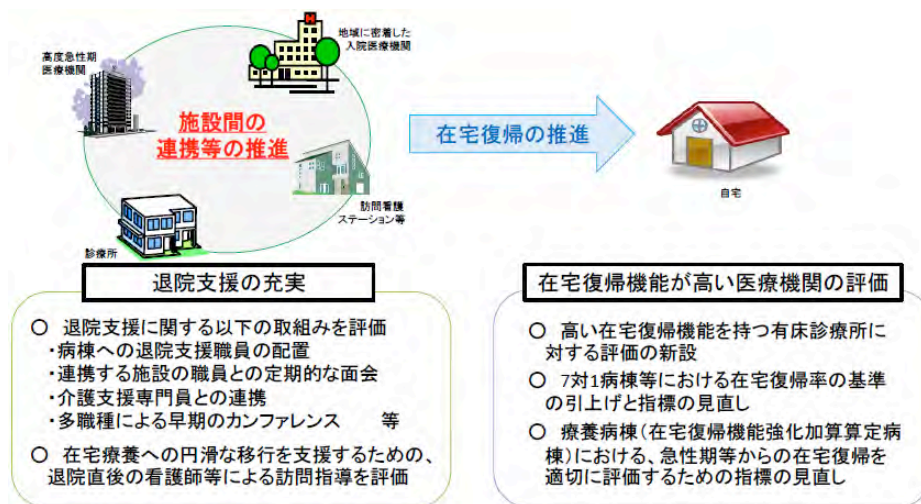 地域に密着した
入院医療機関
高度急性期
医療機関
H
施設間の
連携等の推進
在宅復帰の推進
自宅
訪問看護
ステーション等
診療所
退院支援の充実
○ 退院支援に関する以下の取組みを評価
・病棟への退院支援職員の配置
・連携する施設の職員との定期的な面会
・介護支援専門員との連携
・多職種による早期のカンファレンス 等
○ 在宅療養への円滑な移行を支援するための、
退院直後の看護師等による訪問指導を評価
在宅復帰機能が高い医療機関の評価
○ 高い在宅復帰機能を持つ有床診療所に
対する評価の新設
○ 7対1病棟等における在宅復帰率の基準
の引上げと指標の見直し
○ 療養病棟(在宅復帰機能強化加算算定病
棟)における、急性期等からの在宅復帰を
適切に評価するための指標の見直し